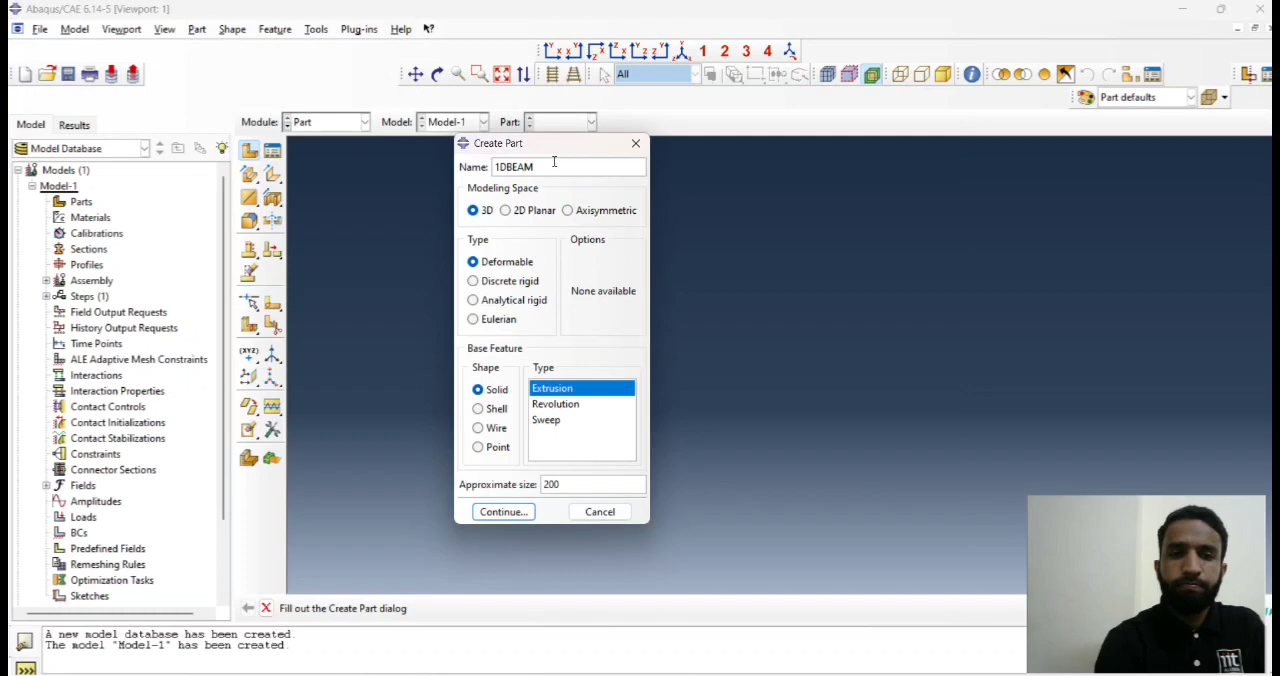 Abaqus/CAE 6.14-5 [Viewport: 1]
File Model Viewport View Part Shape Feature Tools Plug-ins Help
1 2 3 4
All
Part defaults
Model Results
Module: Part Model: Model-1 Part:
Model Database
Models (1)
Model-1
Parts
Materials
Calibrations
Sections
Profiles
Assembly
Steps (1)
Field Output Requests
History Output Requests
Time Points
ALE Adaptive Mesh Constraints
Interactions
Interaction Properties
Contact Controls
Contact Initializations
Contact Stabilizations
Constraints
Connector Sections
Fields
Amplitudes
Loads
BCs
Predefined Fields
Remeshing Rules
Optimization Tasks
Sketches
(XYZ)
Create Part
Name: 1DBEAM
Modeling Space
3D 2D Planar Axisymmetric
Type Options
Deformable
Discrete rigid
Analytical rigid
Eulerian
None available
Base Feature
Shape Type
Solid
Shell
Wire
Point
Extrusion
Revolution
Sweep
Approximate size: 200
Continue... Cancel
Fill out the Create Part dialog
A new model database has been created.
The model "Model-1" has been created.
>>>